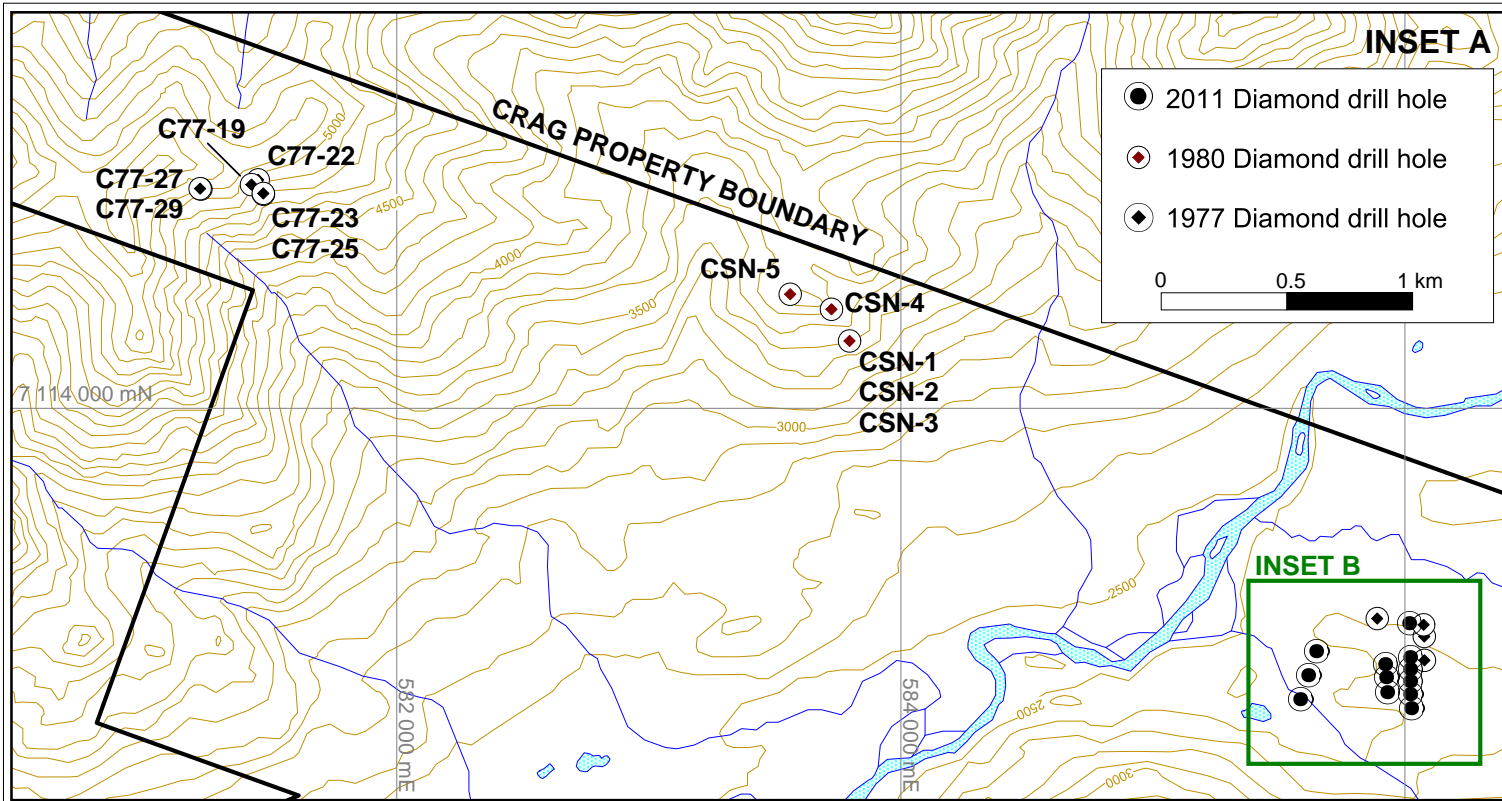 INSET A
2011 Diamond drill hole
1980 Diamond drill hole
1977 Diamond drill hole
0 0.5 1 km
CRAG PROPERTY BOUNDARY
5000
C77-19
C77-22
C77-27
C77-29
4500
C77-23
C77-25
4000
CSN-5
3500
CSN-4
CSN-1
CSN-2
CSN-3
7 114 000 mN
3000
INSET B
2500
582 000 mE
584 000 mE
2500
3000